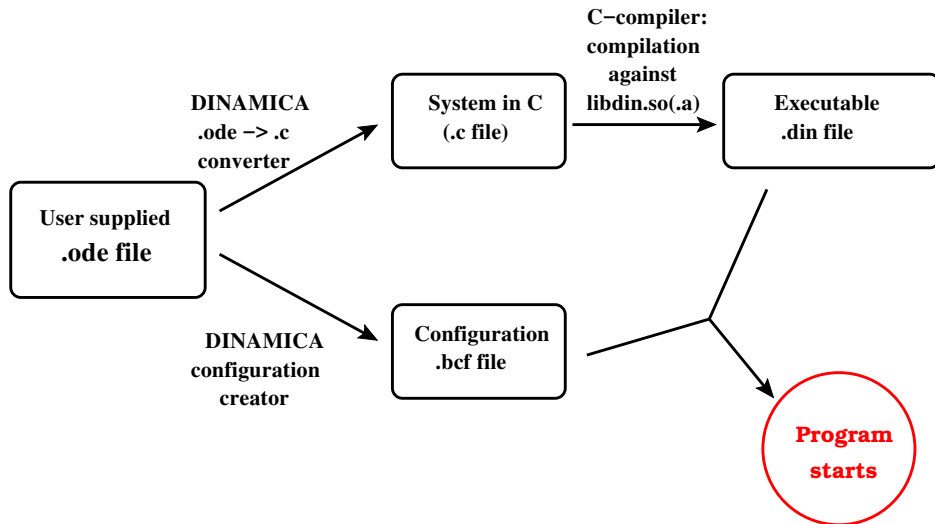 C−compiler:
compilation
against
libdin.so(.a)
DINAMICA
.ode −> .c
converter
System in C
(.c file)
Executable
.din file
User supplied
.ode file
DINAMICA
configuration
creator
Configuration
.bcf file
Program
starts